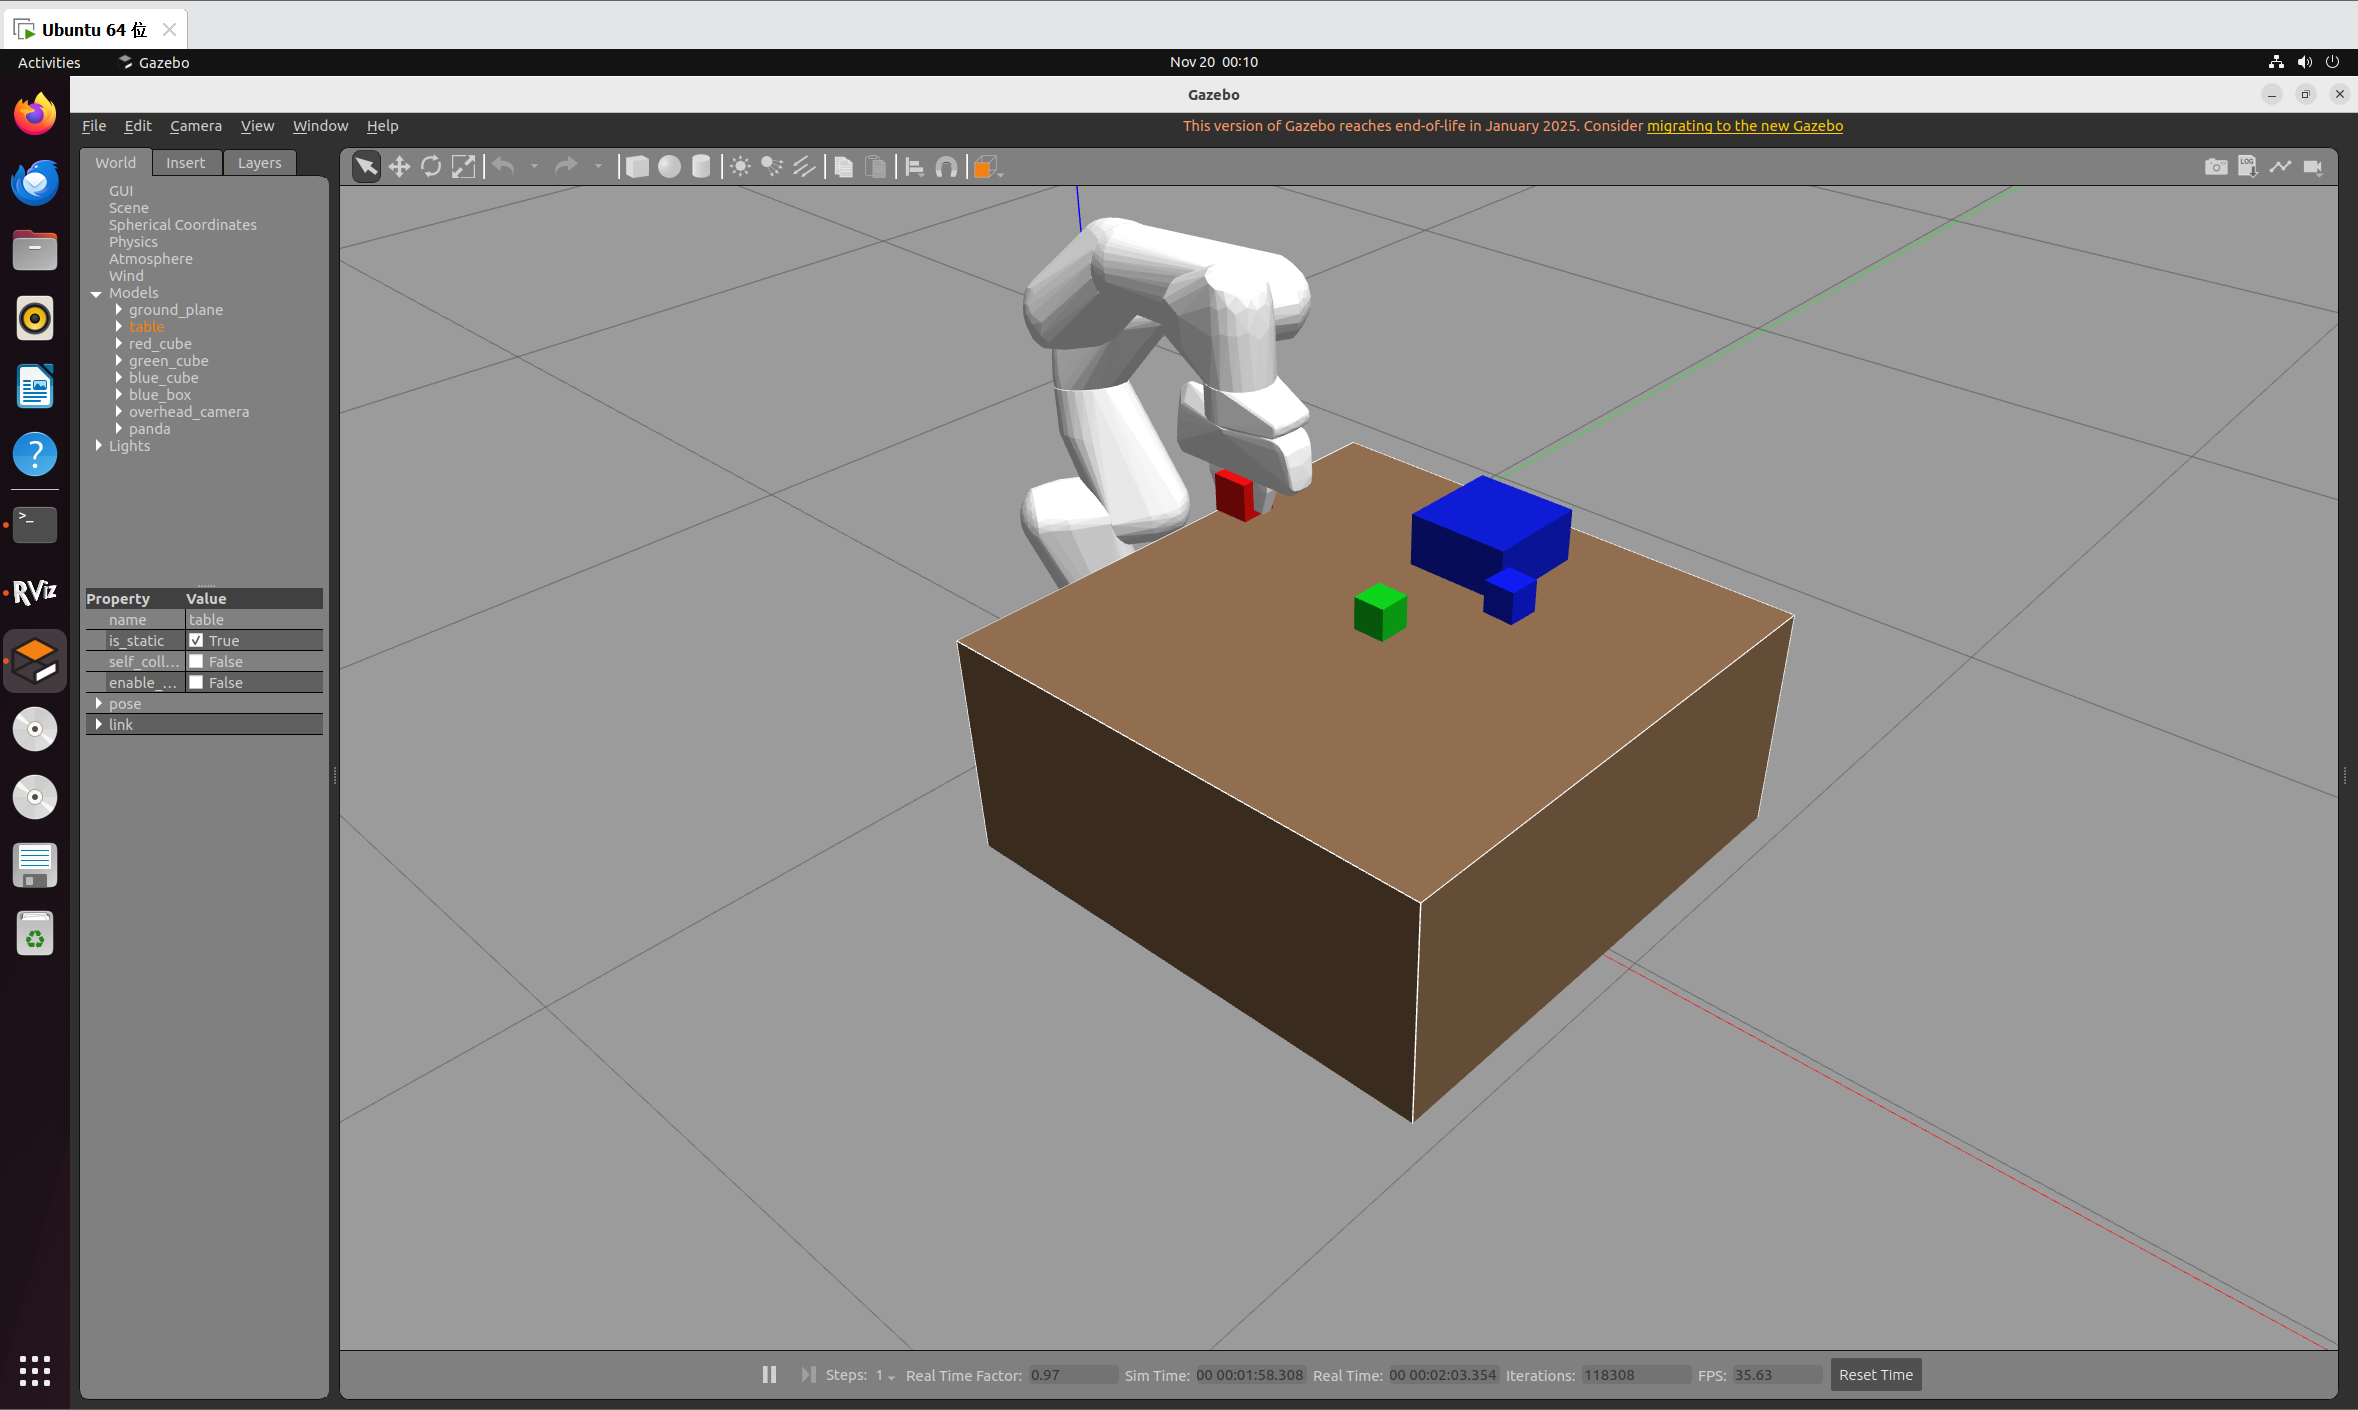 Ubuntu 64 位
Activities Gazebo Nov 20 00:10
Gazebo
File Edit Camera View Window Help This version of Gazebo reaches end-of-life in January 2025. Consider migrating to the new Gazebo
World Insert Layers
LOG
GUI
Scene
Spherical Coordinates
Physics
Atmosphere
Wind
Models
ground_plane
table
red_cube
green_cube
blue_cube
blue_box
overhead_camera
panda
Lights
>_
RViz
Property Value
name table
is_static True
self_coll... False
enable_... False
pose
link
Steps: 1 Real Time Factor: 0.97 Sim Time: 00 00:01:58.308 Real Time: 00 00:02:03.354 Iterations: 118308 FPS: 35.63 Reset Time